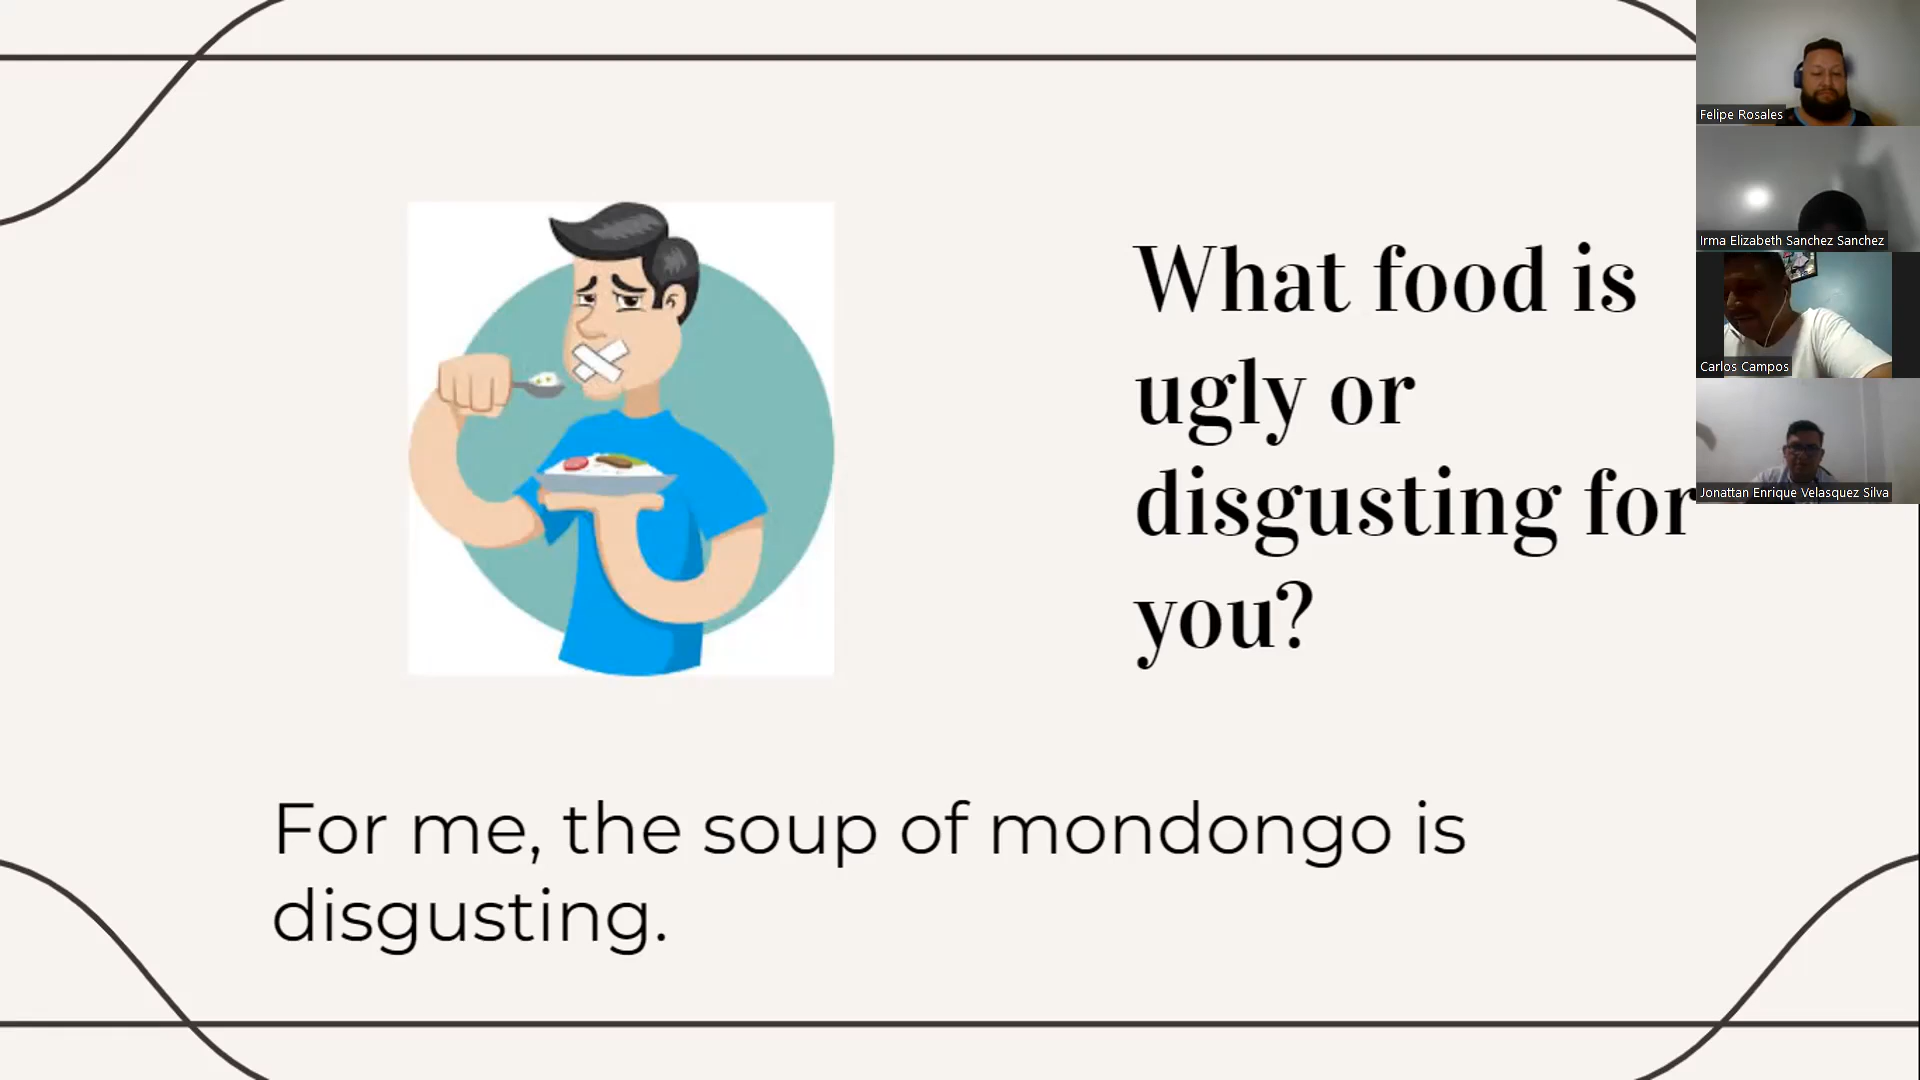 What food is
ugly or
disgusting for
you?
For me, the soup of mondongo is
disgusting.
Felipe Rosales
Irma Elizabeth Sanchez Sanchez
Carlos Campos
Jonattan Enrique Velasquez Silva